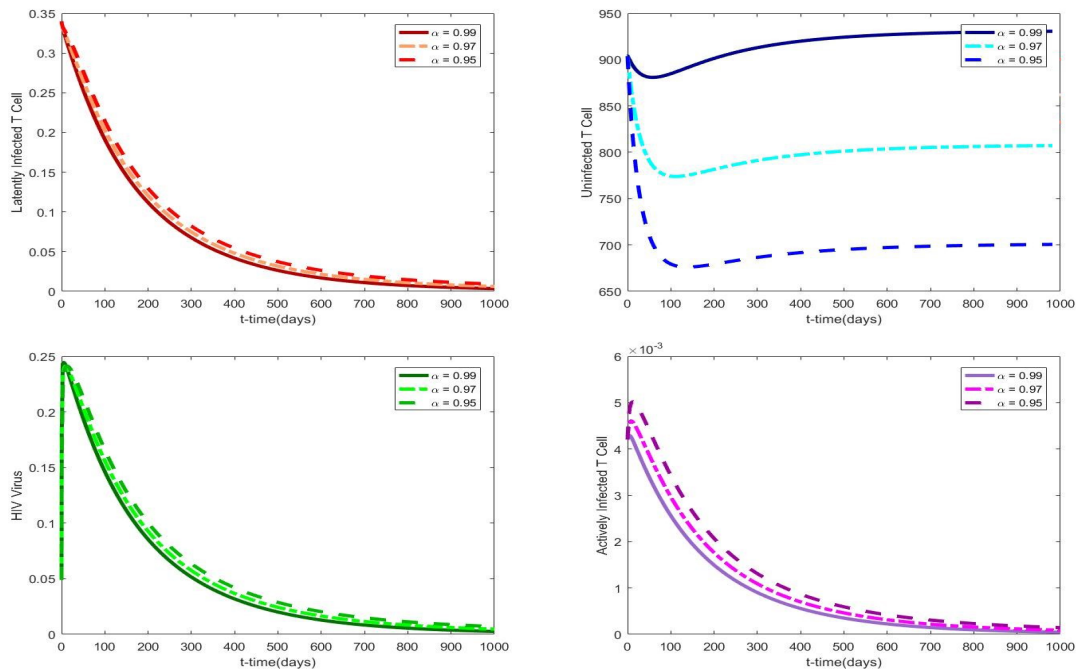 0.35
0.3
0.25
0.2
0.15
0.1
0.05
0
Latently Infected T Cell
α = 0.99
α = 0.97
α = 0.95
0 100 200 300 400 500 600 700 800 900 1000
t-time(days)
950
900
850
800
750
700
650
Uninfected T Cell
α = 0.99
α = 0.97
α = 0.95
0 100 200 300 400 500 600 700 800 900 1000
t-time(days)
0.25
0.2
0.15
0.1
0.05
0
HIV Virus
α = 0.99
α = 0.97
α = 0.95
0 100 200 300 400 500 600 700 800 900 1000
t-time(days)
× 10⁻³
6
5
4
3
2
1
0
Actively Infected T Cell
α = 0.99
α = 0.97
α = 0.95
0 100 200 300 400 500 600 700 800 900 1000
t-time(days)